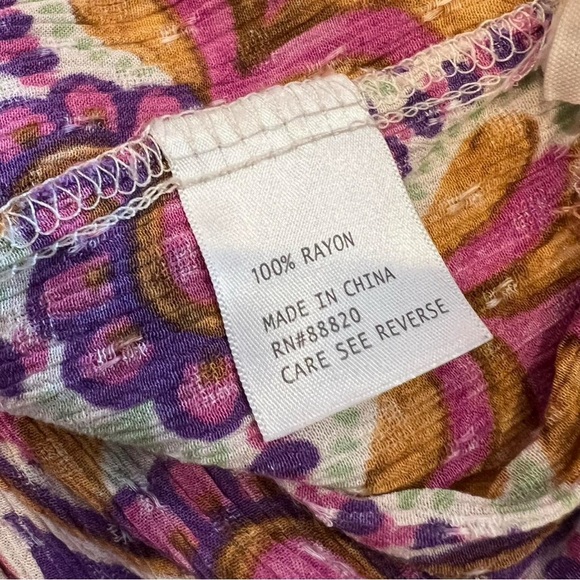 100% RAYON
MADE IN CHINA
RN#88820
CARE SEE REVERSE